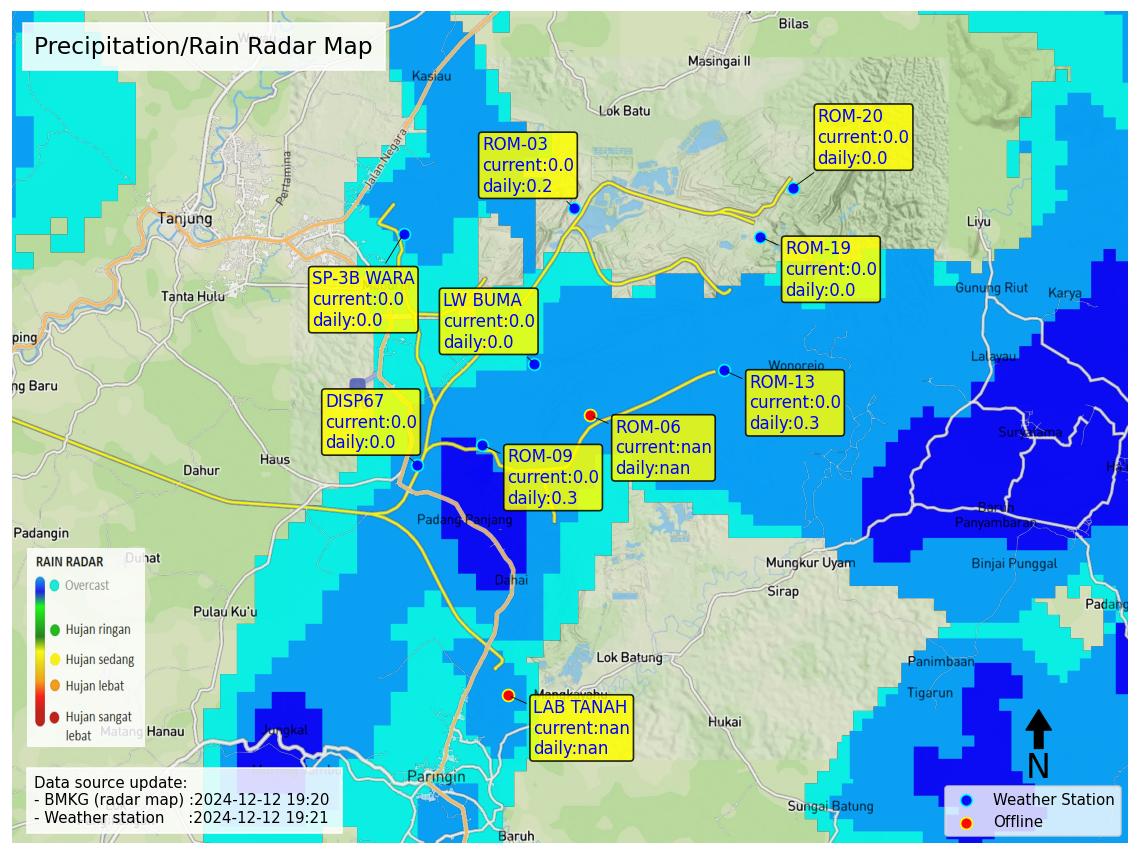 Precipitation/Rain Radar Map
Bilas
Masingai II
Kasiau
Lok Batu
ROM-20
current:0.0
daily:0.0
ROM-03
current:0.0
daily:0.2
Jalan Negara
Pertamina
Tanjung
Liyu
ROM-19
current:0.0
daily:0.0
SP-3B WARA
current:0.0
daily:0.0
Tanta Hulu
LW BUMA
current:0.0
daily:0.0
Gunung Riut
Karya
ping
Lalayau
Wonorejo
ng Baru
ROM-13
current:0.0
daily:0.3
DISP67
current:0.0
daily:0.0
ROM-06
current:nan
daily:nan
Suryatama
ROM-09
current:0.0
daily:0.3
Haus
Dahur
Padang Panjang
Panyambaran
Padangin
Duhat
Mungkur Uyam
Binjai Punggal
Dahai
Sirap
Padang
Pulau Ku'u
RAIN RADAR
Overcast
Hujan ringan
Hujan sedang
Hujan lebat
Hujan sangat
lebat
Lok Batung
Panimbaan
Tigarun
Mangkayahu
LAB TANAH
current:nan
daily:nan
Hukai
Matang Hanau
Jungkal
N
Paringin
Data source update:
- BMKG (radar map) :2024-12-12 19:20
- Weather station :2024-12-12 19:21
Sungai Batung
Baruh
Weather Station
Offline